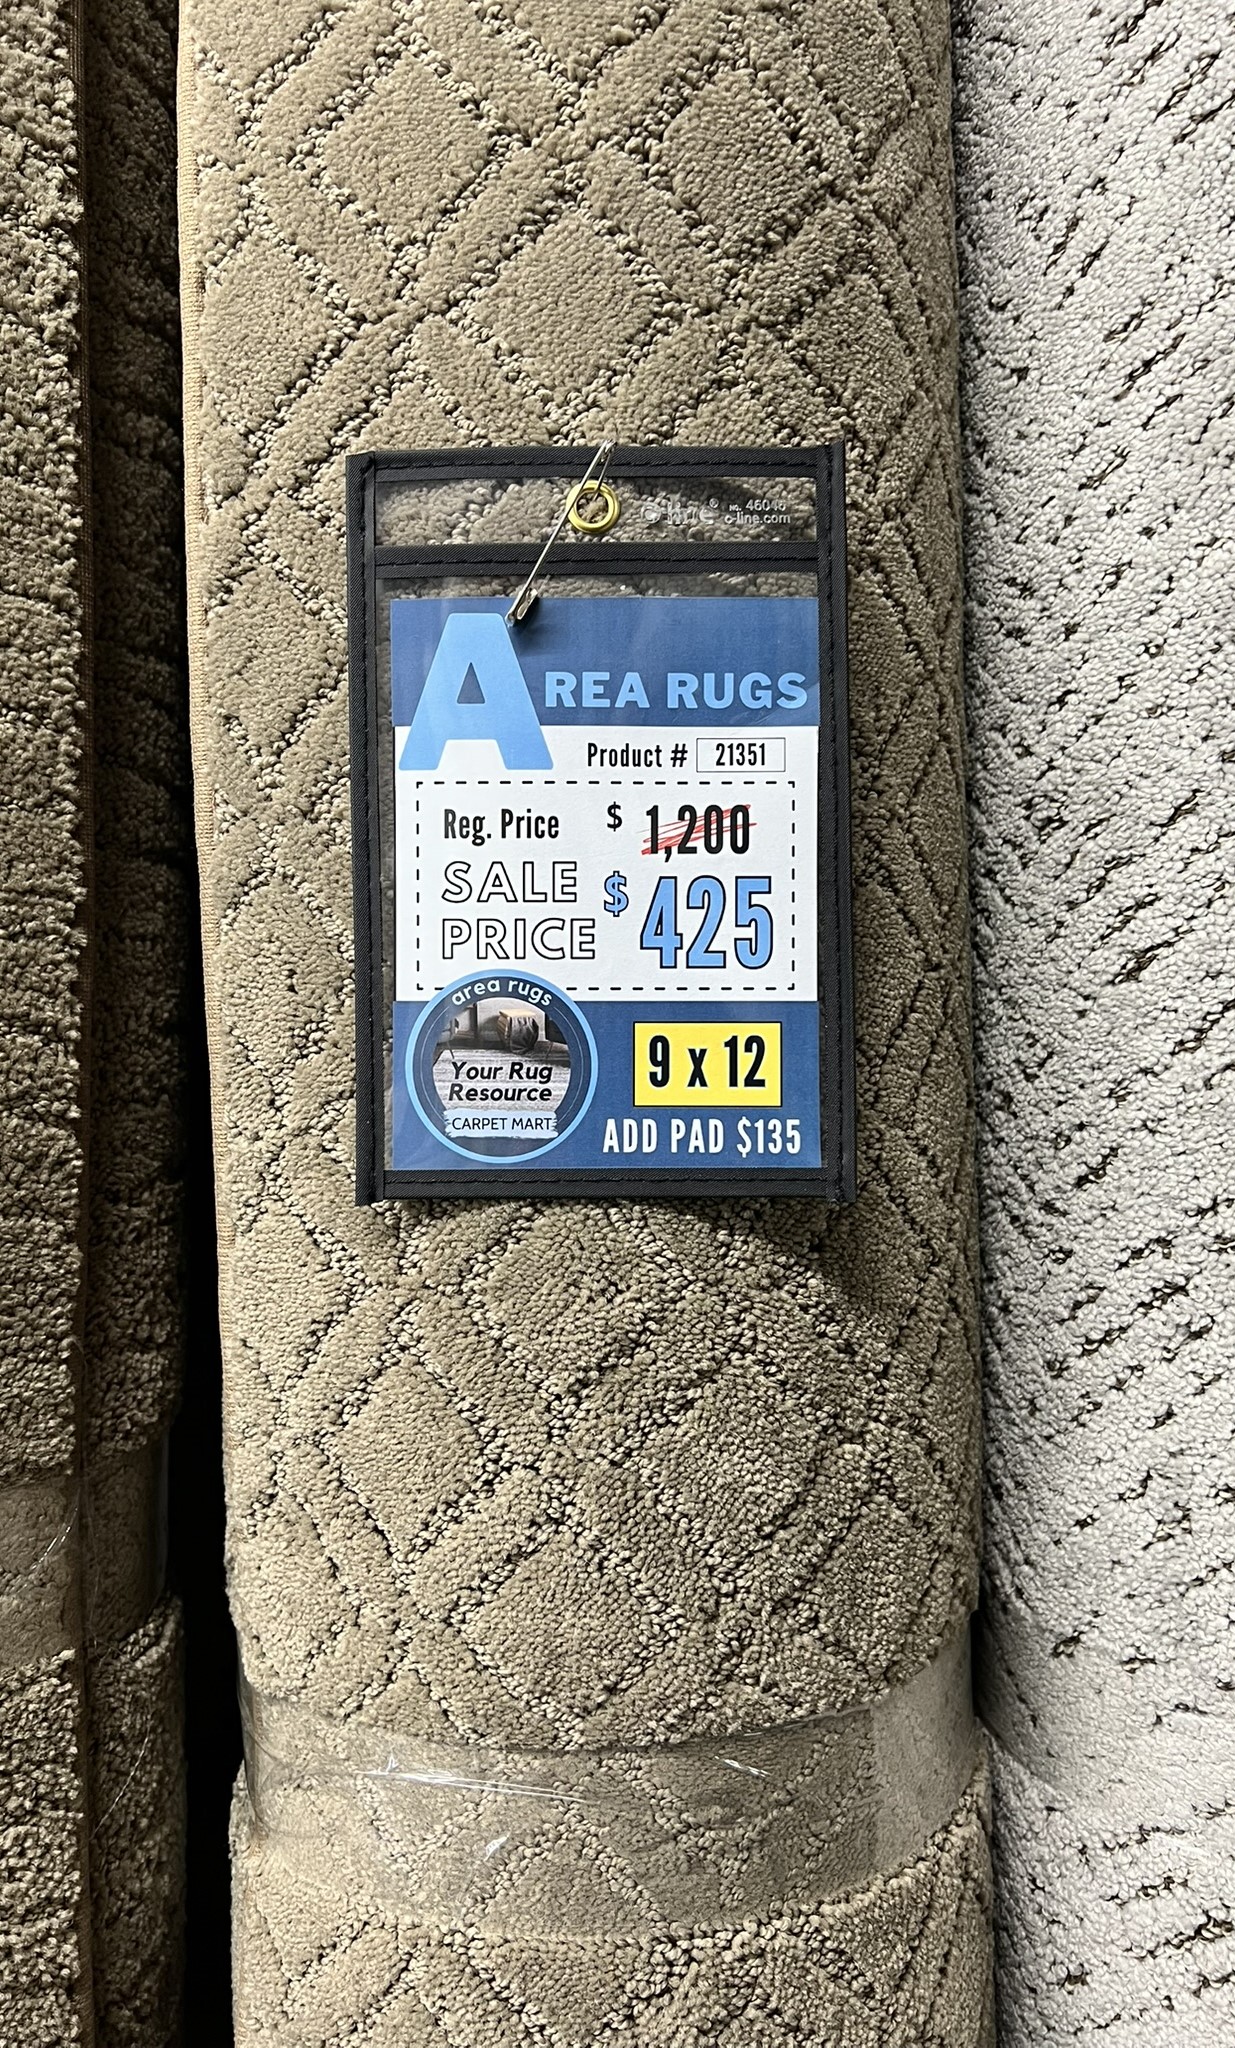 c-line® NO. 46046
c-line.com
AREA RUGS
Product # 21351
Reg. Price $ 1,200
SALE PRICE $ 425
area rugs
Your Rug
Resource
CARPET MART
9 x 12
ADD PAD $135